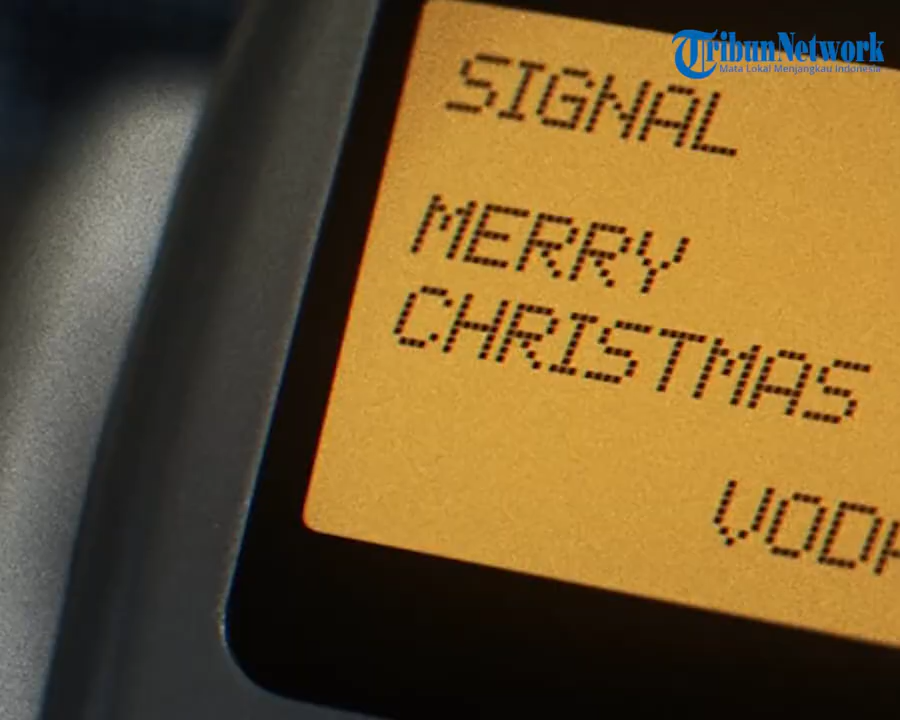 TribunNetwork
Mata Lokal Menjangkau Indonesia
SIGNAL
MERRY
CHRISTMAS